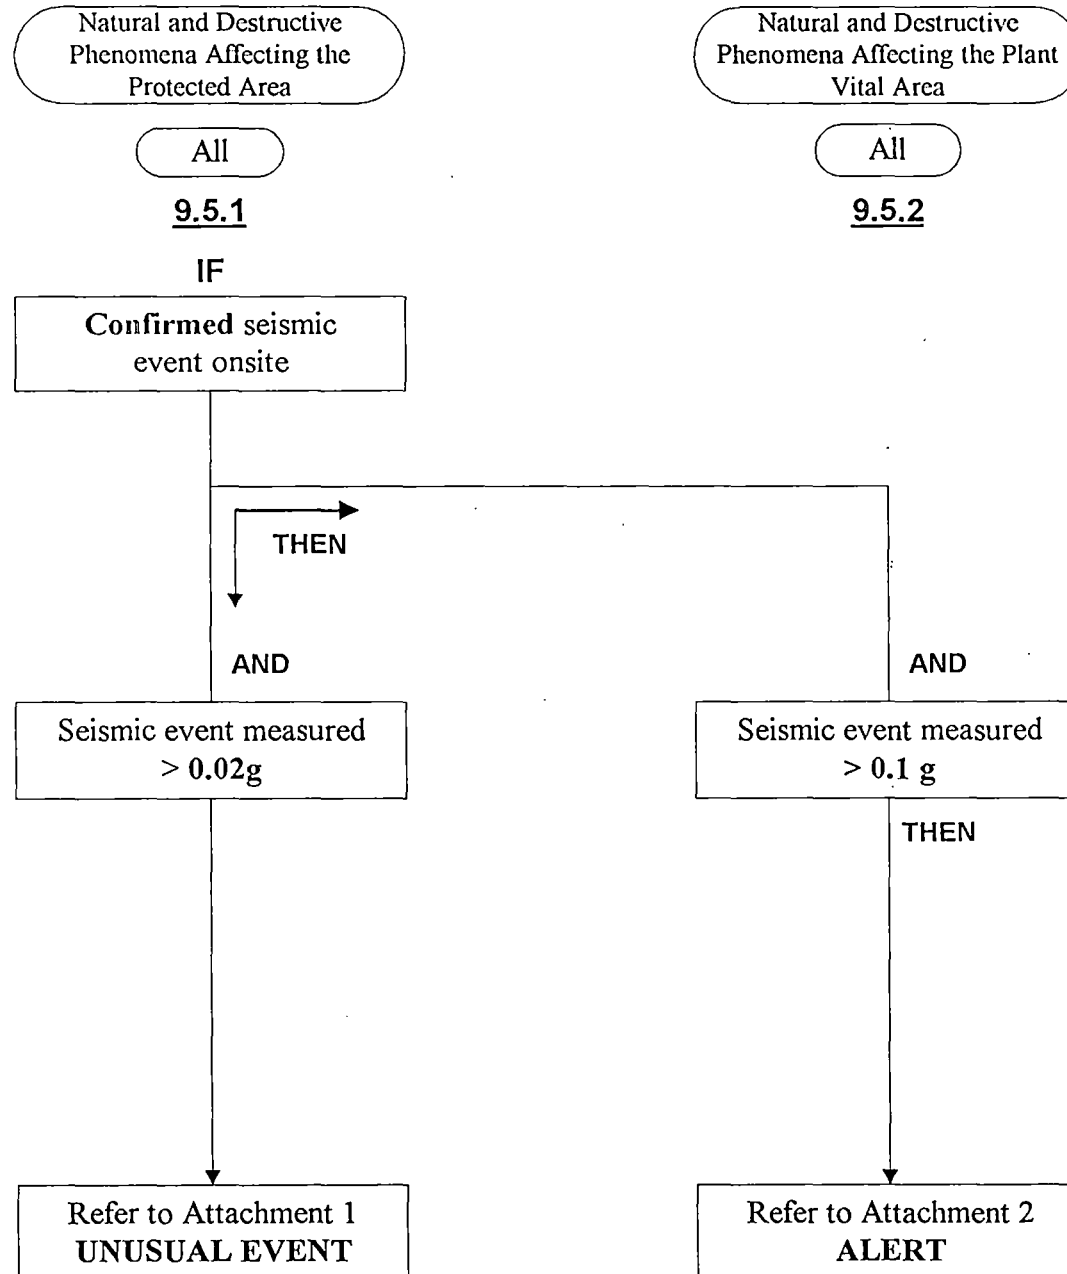 Natural and Destructive
Phenomena Affecting the
Protected Area
All
9.5.1
IF
Confirmed seismic
event onsite
THEN
AND
Seismic event measured
> 0.02g
Refer to Attachment 1
UNUSUAL EVENT
Natural and Destructive
Phenomena Affecting the Plant
Vital Area
All
9.5.2
AND
Seismic event measured
> 0.1 g
THEN
Refer to Attachment 2
ALERT